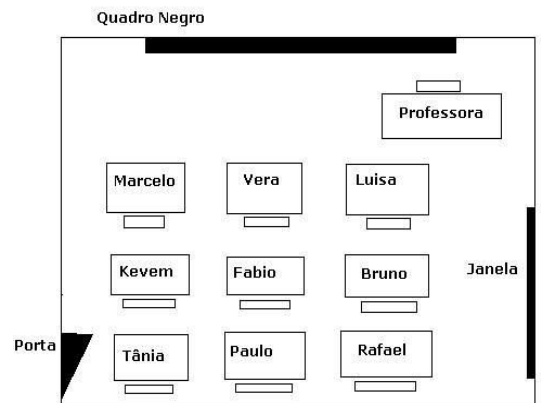 Quadro Negro
Professora
Marcelo
Vera
Luisa
Kevem
Fabio
Bruno
Janela
Porta
Tânia
Paulo
Rafael